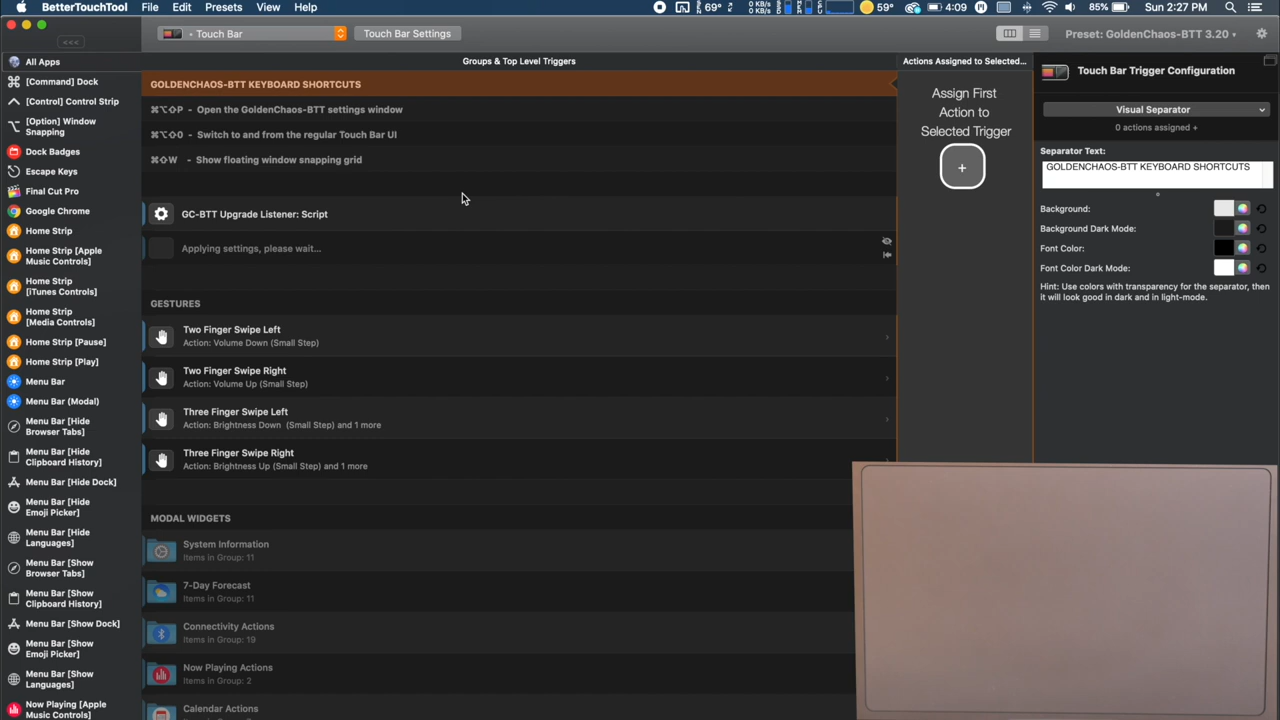 BetterTouchTool File Edit Presets View Help
69° 0 KB/s 0 KB/s 59° 4:09 85% Sun 2:27 PM
Touch Bar
Touch Bar Settings
Preset: GoldenChaos-BTT 3.20
<<<
All Apps
[Command] Dock
[Control] Control Strip
[Option] Window
Snapping
Dock Badges
Escape Keys
Final Cut Pro
Google Chrome
Home Strip
Home Strip [Apple
Music Controls]
Home Strip
[iTunes Controls]
Home Strip
[Media Controls]
Home Strip [Pause]
Home Strip [Play]
Menu Bar
Menu Bar (Modal)
Menu Bar [Hide
Browser Tabs]
Menu Bar [Hide
Clipboard History]
Menu Bar [Hide Dock]
Menu Bar [Hide
Emoji Picker]
Menu Bar [Hide
Languages]
Menu Bar [Show
Browser Tabs]
Menu Bar [Show
Clipboard History]
Menu Bar [Show Dock]
Menu Bar [Show
Emoji Picker]
Menu Bar [Show
Languages]
Now Playing [Apple
Music Controls]
Groups & Top Level Triggers
GOLDENCHAOS-BTT KEYBOARD SHORTCUTS
⌘⌥⇧P - Open the GoldenChaos-BTT settings window
⌘⌥⇧0 - Switch to and from the regular Touch Bar UI
⌘⇧W - Show floating window snapping grid
GC-BTT Upgrade Listener: Script
Applying settings, please wait...
GESTURES
Two Finger Swipe Left
Action: Volume Down (Small Step)
Two Finger Swipe Right
Action: Volume Up (Small Step)
Three Finger Swipe Left
Action: Brightness Down (Small Step) and 1 more
Three Finger Swipe Right
Action: Brightness Up (Small Step) and 1 more
MODAL WIDGETS
System Information
Items In Group: 11
7-Day Forecast
Items In Group: 11
Connectivity Actions
Items In Group: 19
Now Playing Actions
Items In Group: 2
Calendar Actions
Actions Assigned to Selected...
Assign First
Action to
Selected Trigger
+
Touch Bar Trigger Configuration
Visual Separator
0 actions assigned +
Separator Text:
GOLDENCHAOS-BTT KEYBOARD SHORTCUTS
Background:
Background Dark Mode:
Font Color:
Font Color Dark Mode:
Hint: Use colors with transparency for the separator, then
it will look good in dark and in light-mode.